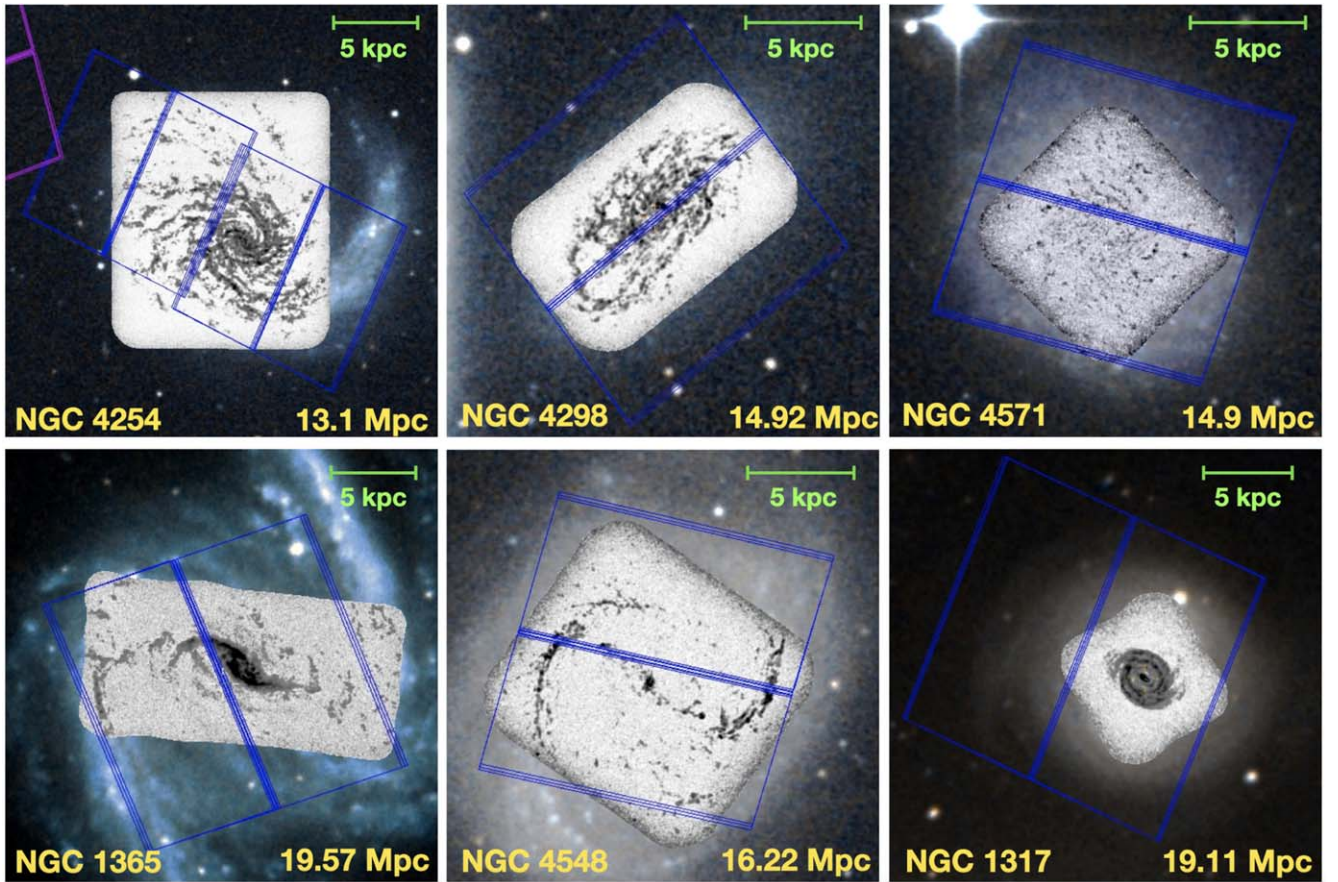 5 kpc
NGC 4254 13.1 Mpc
5 kpc
NGC 4298 14.92 Mpc
5 kpc
NGC 4571 14.9 Mpc
5 kpc
NGC 1365 19.57 Mpc
5 kpc
NGC 4548 16.22 Mpc
5 kpc
NGC 1317 19.11 Mpc